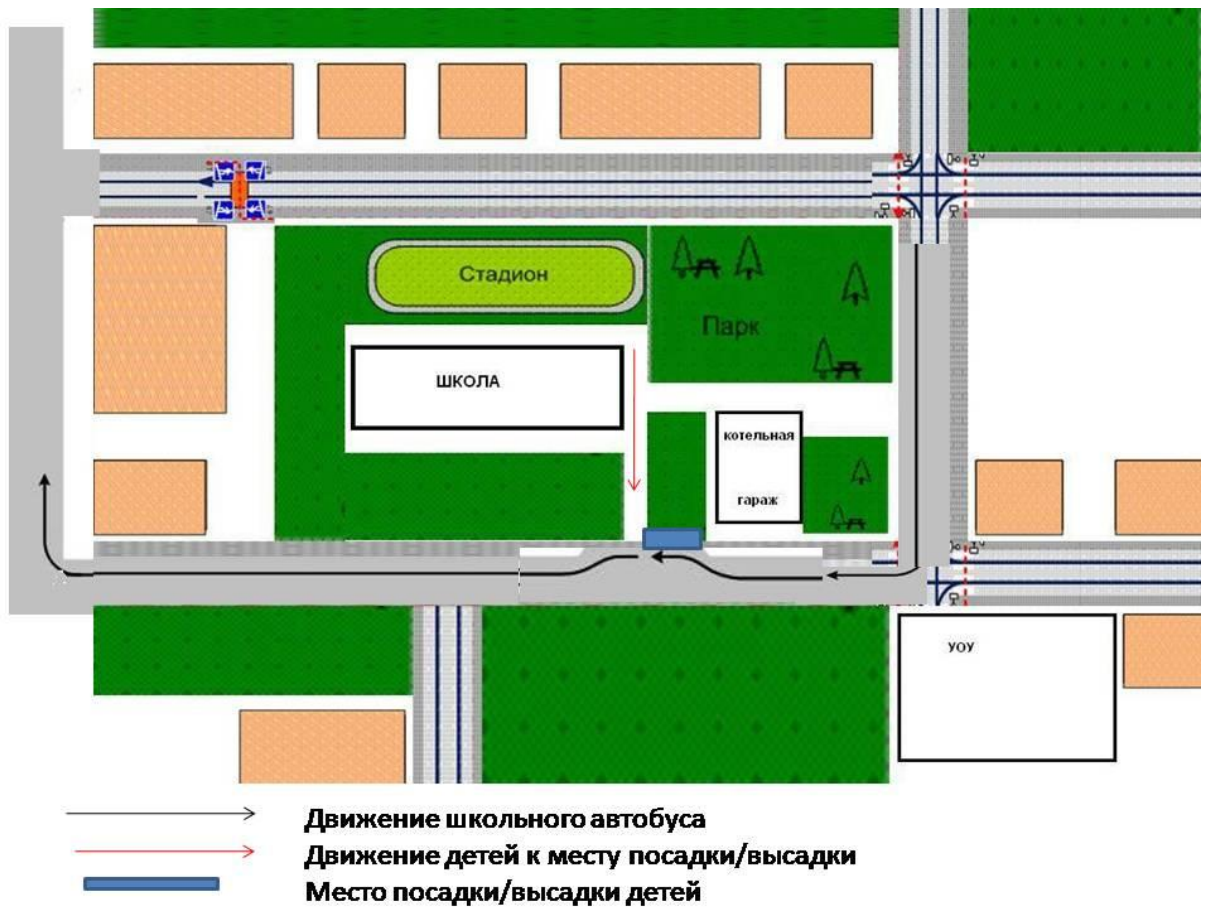 Стадион
Парк
ШКОЛА
котельная
гараж
УОУ
Движение школьного автобуса
Движение детей к месту посадки/высадки
Место посадки/высадки детей